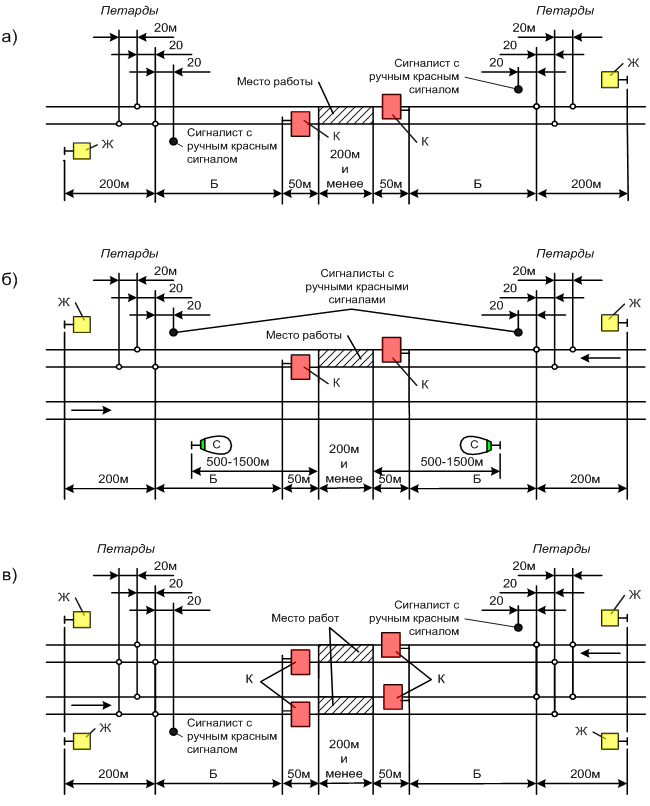 Петарды
Петарды
а)
20м
20м
20
20
20
20
Сигналист с
ручным красным
сигналом
Ж
Место работы
Сигналист с
ручным красным
сигналом
К
К
Ж
200м
и
менее
200м
Б
50м
50м
Б
200м
Петарды
Петарды
б)
20м
20м
20
20
20
20
Сигналисты с
ручными красными
сигналами
Ж
Ж
Место работы
К
К
С
С
500-1500м
500-1500м
200м
и
менее
200м
Б
50м
50м
Б
200м
Петарды
Петарды
в)
20м
20м
20
20
20
20
Ж
Сигналист с
ручным красным
сигналом
Ж
Место работ
К
К
Ж
Сигналист с
ручным красным
сигналом
Ж
200м
и
менее
200м
Б
50м
50м
Б
200м